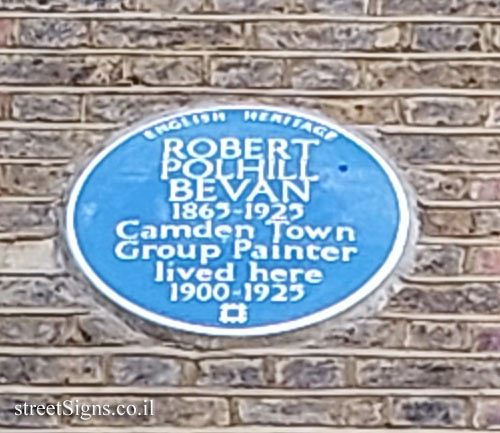 ENGLISH HERITAGE
ROBERT
POLHILL
BEVAN
1865-1925
Camden Town
Group Painter
lived here
1900-1925
streetSigns.co.il